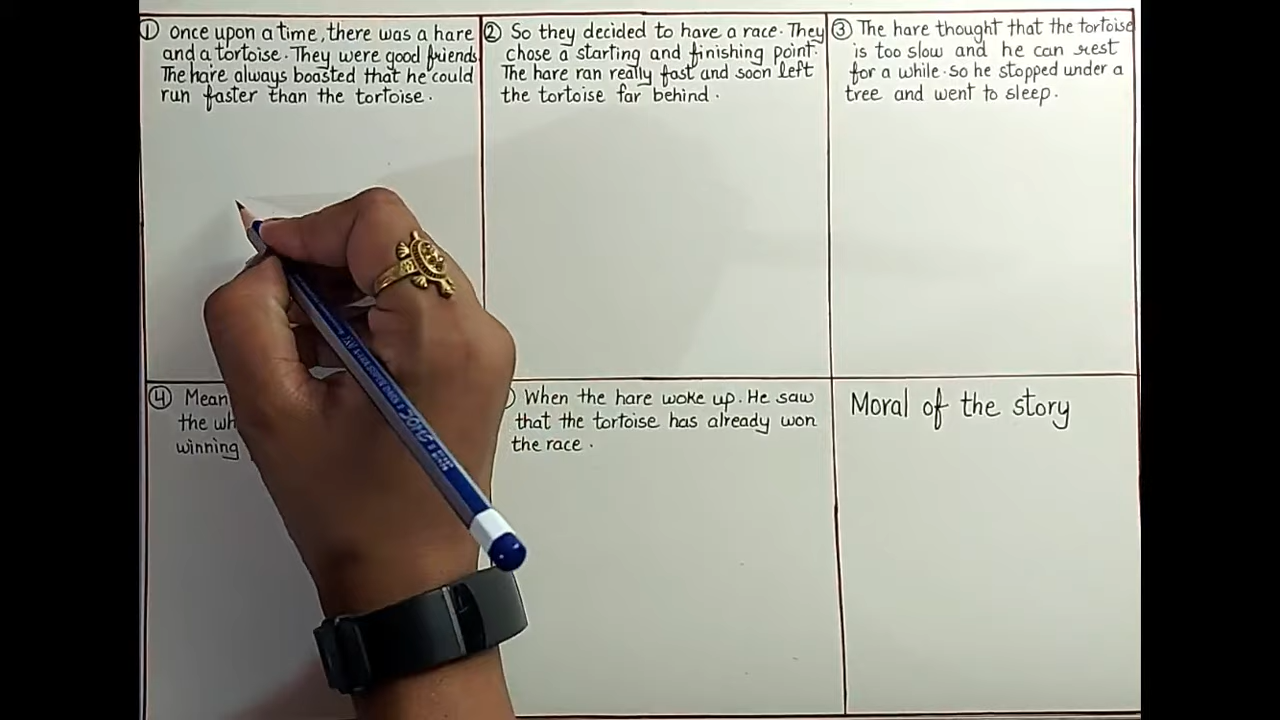 ① Once upon a time, there was a hare
and a tortoise. They were good friends.
The hare always boasted that he could
run faster than the tortoise.
② So they decided to have a race. They
chose a starting and finishing point.
The hare ran really fast and soon left
the tortoise far behind.
③ The hare thought that the tortoise
is too slow and he can rest
for a while. So he stopped under a
tree and went to sleep.
④ Mean
the wh
winning
When the hare woke up. He saw
that the tortoise has already won
the race.
Moral of the story